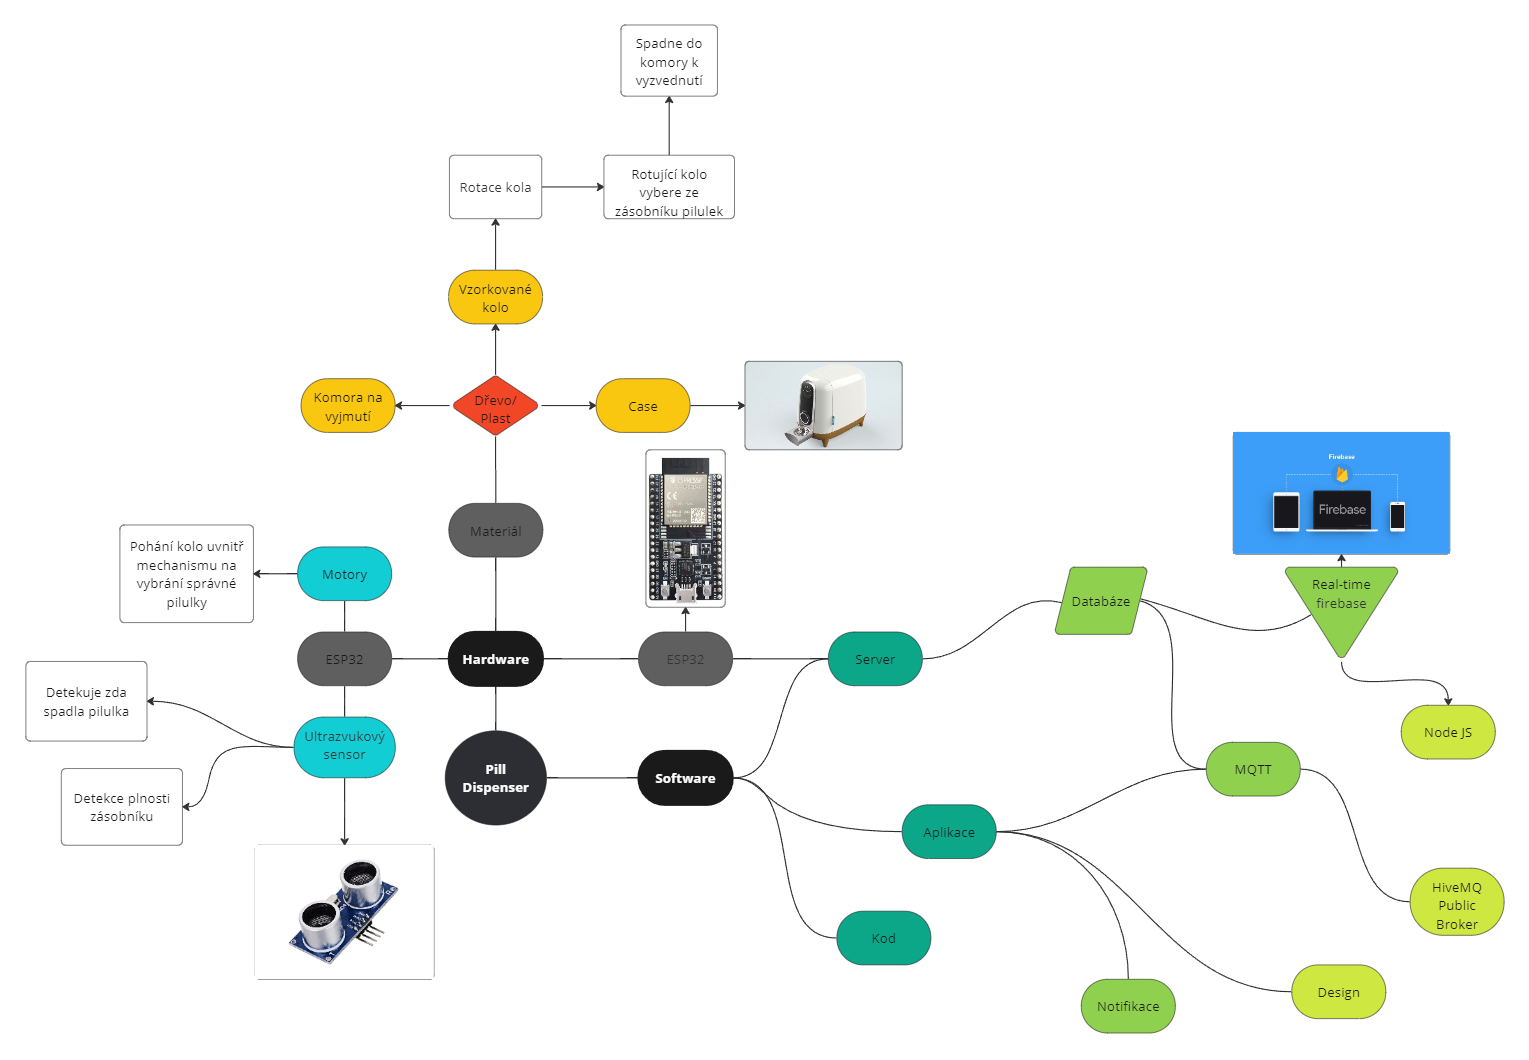 Spadne do
komory k
vyzvednutí
Rotace kola
Rotující kolo
vybere ze
zásobníku pilulek
Vzorkované
kolo
Komora na
vyjmutí
Dřevo/
Plast
Case
Materiál
Firebase
Firebase
Pohání kolo uvnitř
mechanismu na
vybrání správné
pilulky
Motory
Databáze
Real-time
firebase
ESP32
Hardware
ESP32
Server
Detekuje zda
spadla pilulka
Ultrazvukový
sensor
Node JS
Detekce plnosti
zásobníku
Pill
Dispenser
Software
MQTT
Aplikace
HiveMQ
Public
Broker
Kod
Design
Notifikace